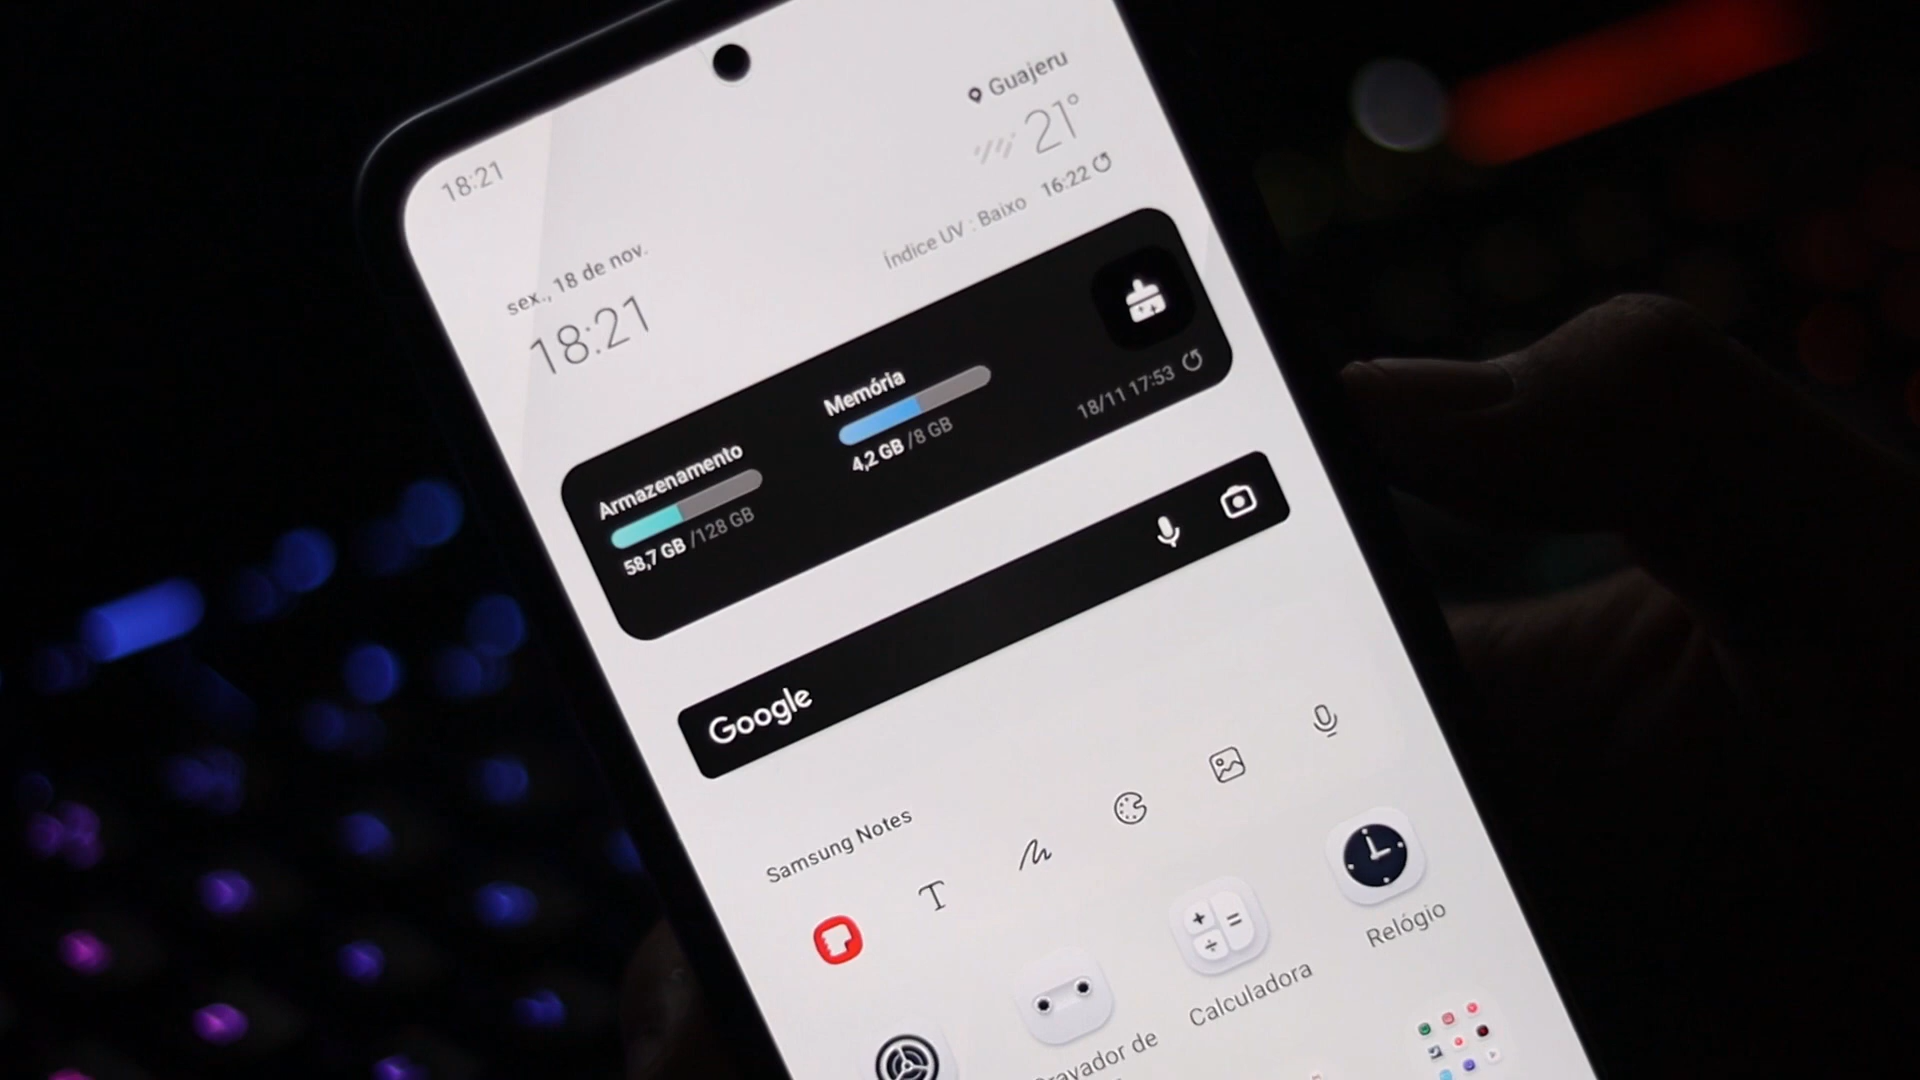 18:21
Guajeru
21°
Índice UV : Baixo 16:22
sex., 18 de nov.
18:21
Armazenamento
58,7 GB /128 GB
Memória
4,2 GB /8 GB
18/11 17:53
Google
Samsung Notes
T
Relógio
Calculadora
de